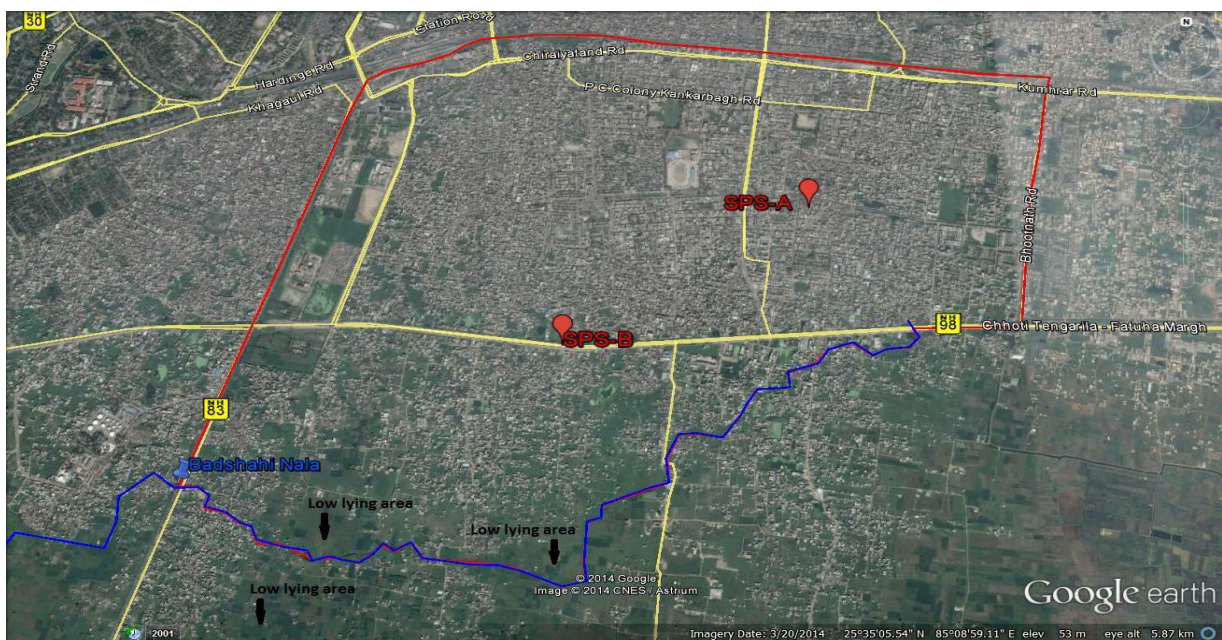 NH 30
Station Road
Strand Rd
Hardinge Rd
Chiraiyatand Rd
Khagaul Rd
P C Colony Kankarbagh Rd
Kumhrar Rd
N
SPS-A
Bhootnath Rd
SPS-B
Chhoti Tengarila - Fatuha Margh
Badshahi Nala
Low lying area
Low lying area
© 2014 Google
Image © 2014 CNES / Astrium
Low lying area
Google earth
2001
Imagery Date: 3/20/2014 25°35'05.54" N 85°08'59.11" E elev 53 m eye alt 5.87 km